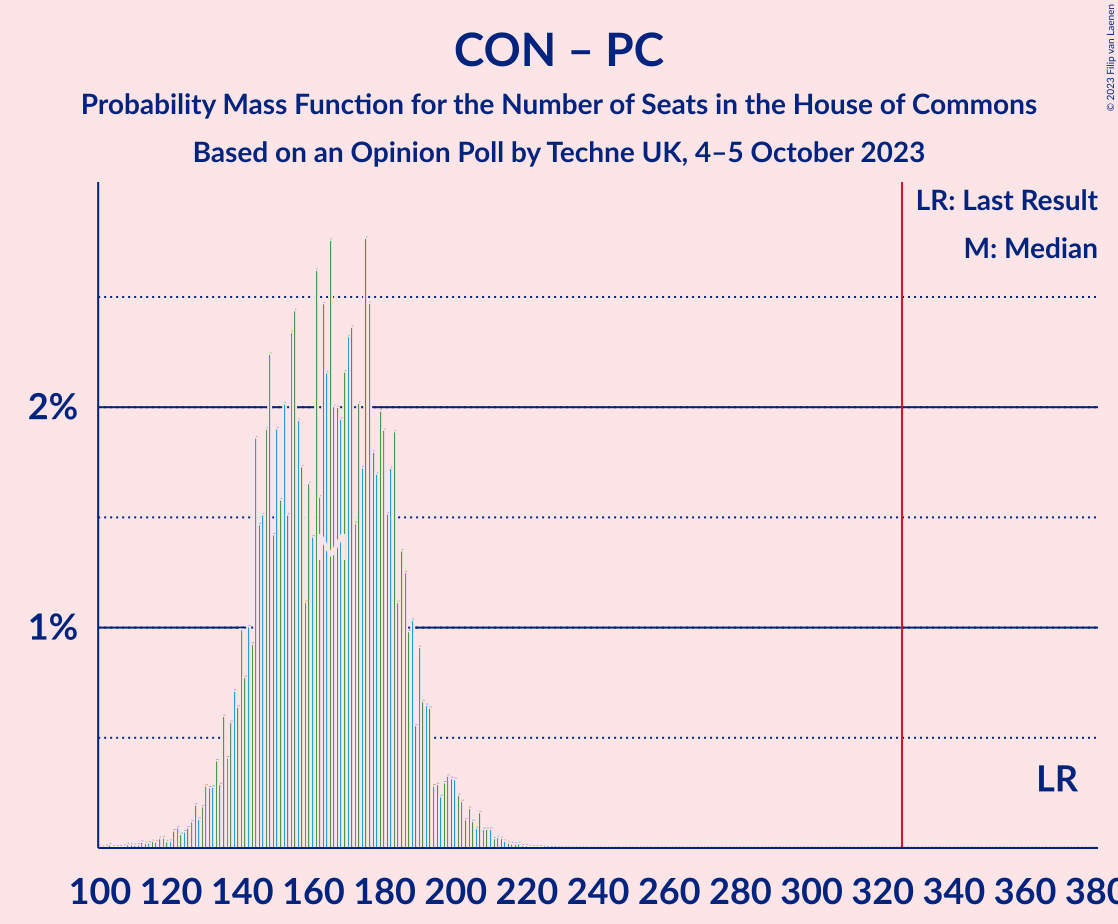 CON – PC
Probability Mass Function for the Number of Seats in the House of Commons
Based on an Opinion Poll by Techne UK, 4–5 October 2023
© 2023 Filip van Laenen
LR: Last Result
M: Median
2%
1%
LR
100 120 140 160 180 200 220 240 260 280 300 320 340 360 380